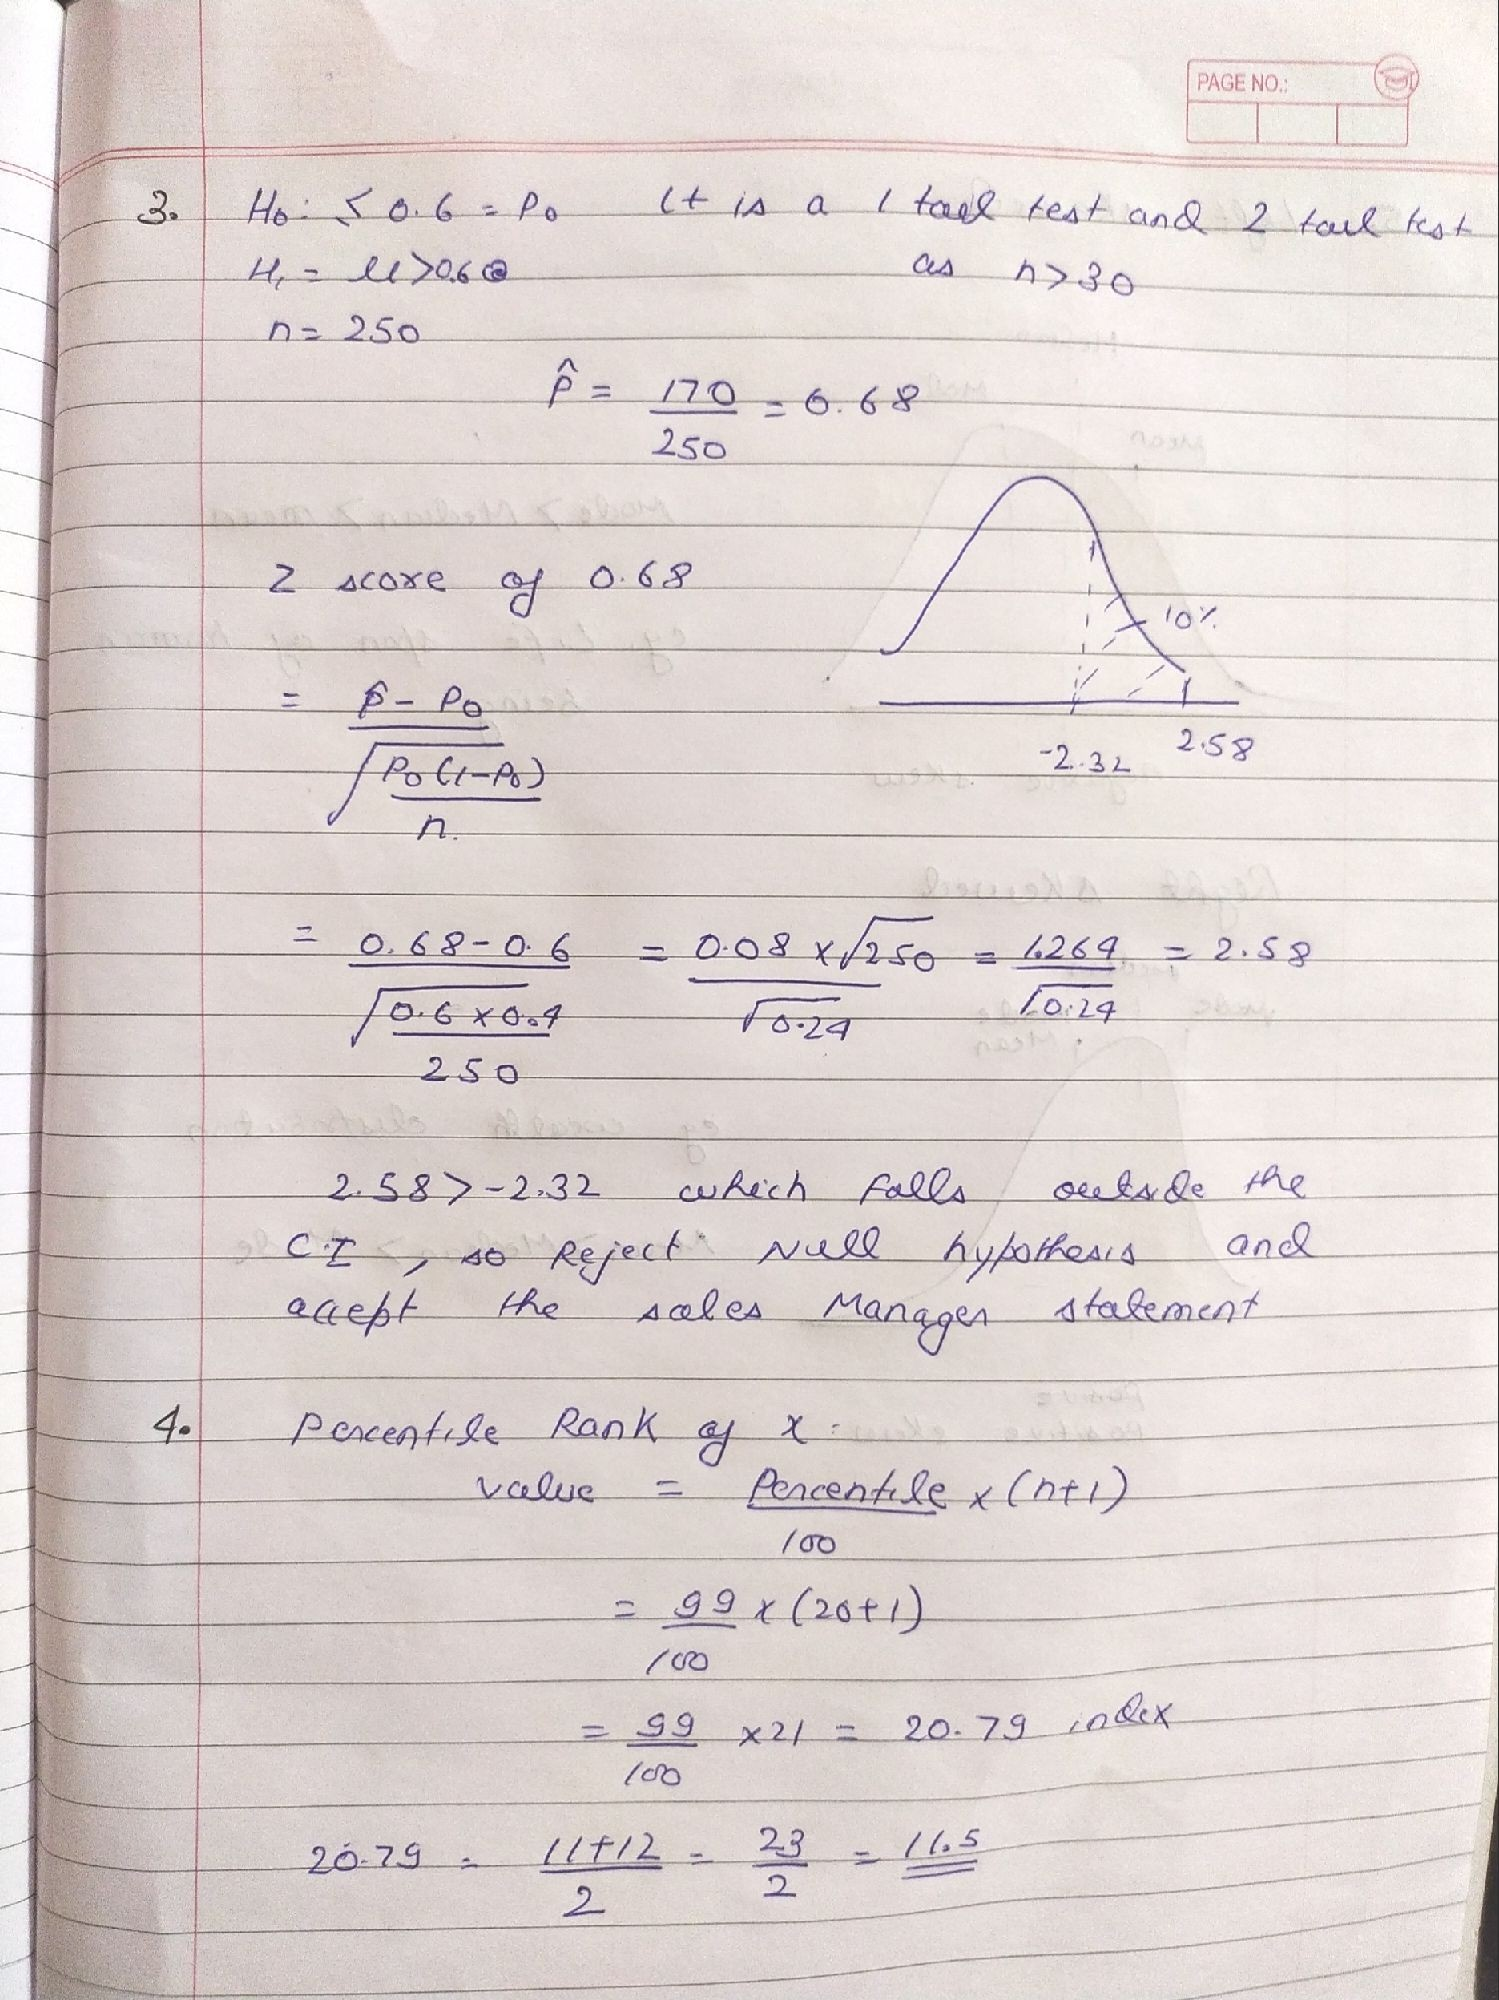 PAGE NO.:
3. H₀: ≤ 0.6 = P₀ It is a 1 tail test and 2 tail test
H₁ = μ>0.6 as n>30
n = 250
p̂ = 170/250 = 0.68
Z score of 0.68
10%
-2.32 2.58
= (p̂ - P₀)/√(P₀(1-P₀)/n.)
= (0.68-0.6)/√(0.6×0.4/250) = (0.08×√250)/√0.24 = 1.264/√0.24 = 2.58
2.58>-2.32 which falls outside the
C.I, so Reject Null hypothesis and
accept the sales Manager statement
4. Percentile Rank of x:
value = Percentile/100 × (n+1)
= 99/100 × (20+1)
= 99/100 ×21 = 20.79 index
20.79 = (11+12)/2 = 23/2 = 11.5